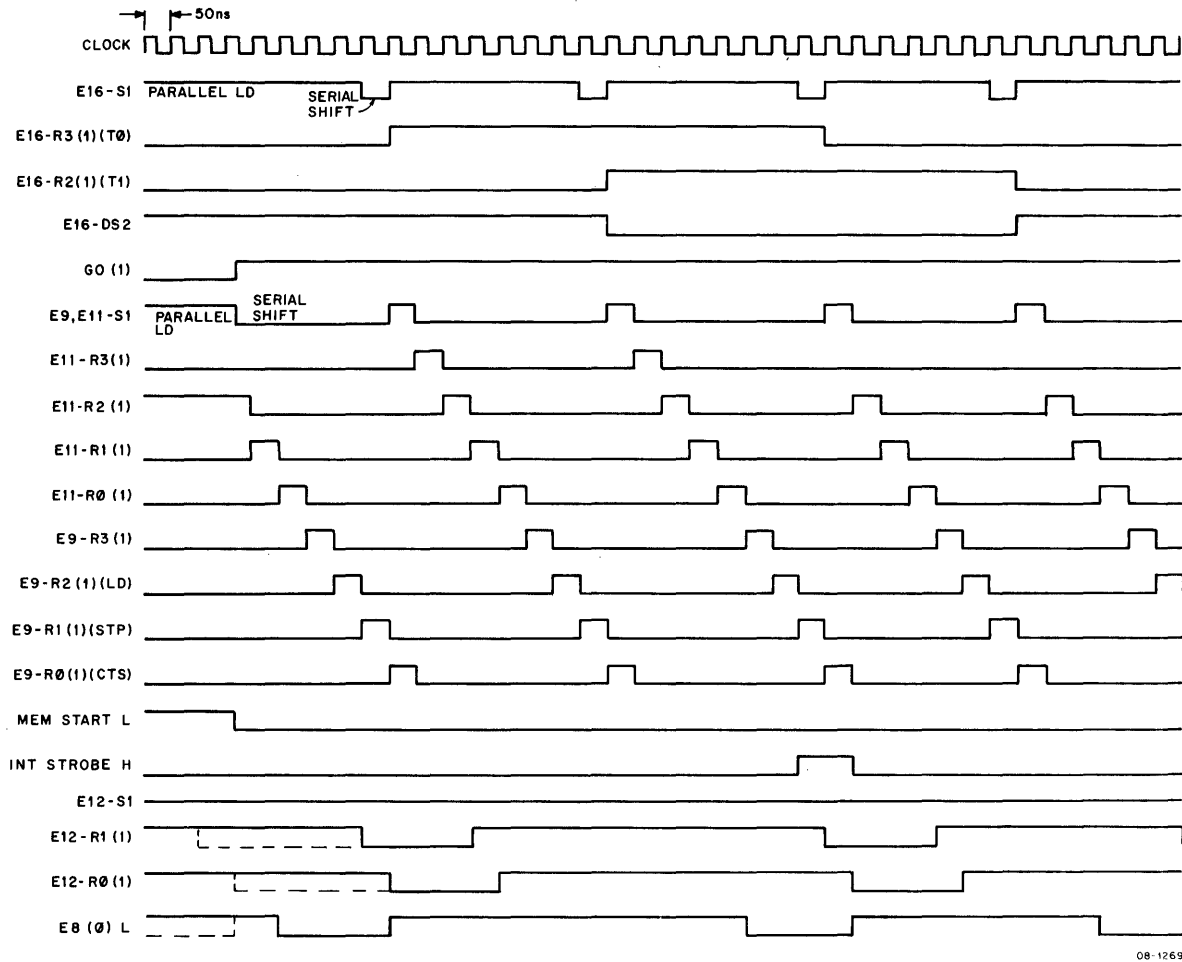 50ns
CLOCK
E16-S1 PARALLEL LD
SERIAL
SHIFT
E16-R3(1)(TØ)
E16-R2(1)(T1)
E16-DS2
GO (1)
E9,E11-S1
PARALLEL
LD
SERIAL
SHIFT
E11-R3(1)
E11-R2(1)
E11-R1(1)
E11-RØ (1)
E9-R3(1)
E9-R2(1)(LD)
E9-R1(1)(STP)
E9-RØ(1)(CTS)
MEM START L
INT STROBE H
E12-S1
E12-R1(1)
E12-RØ(1)
E8 (Ø) L
08-1269